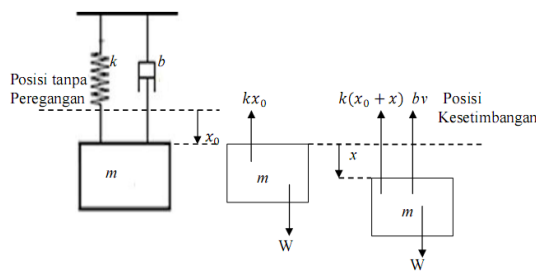 k
b
Posisi tanpa
Peregangan
x₀
m
kx₀
m
W
k(x₀ + x)
bv
Posisi
Kesetimbangan
x
m
W